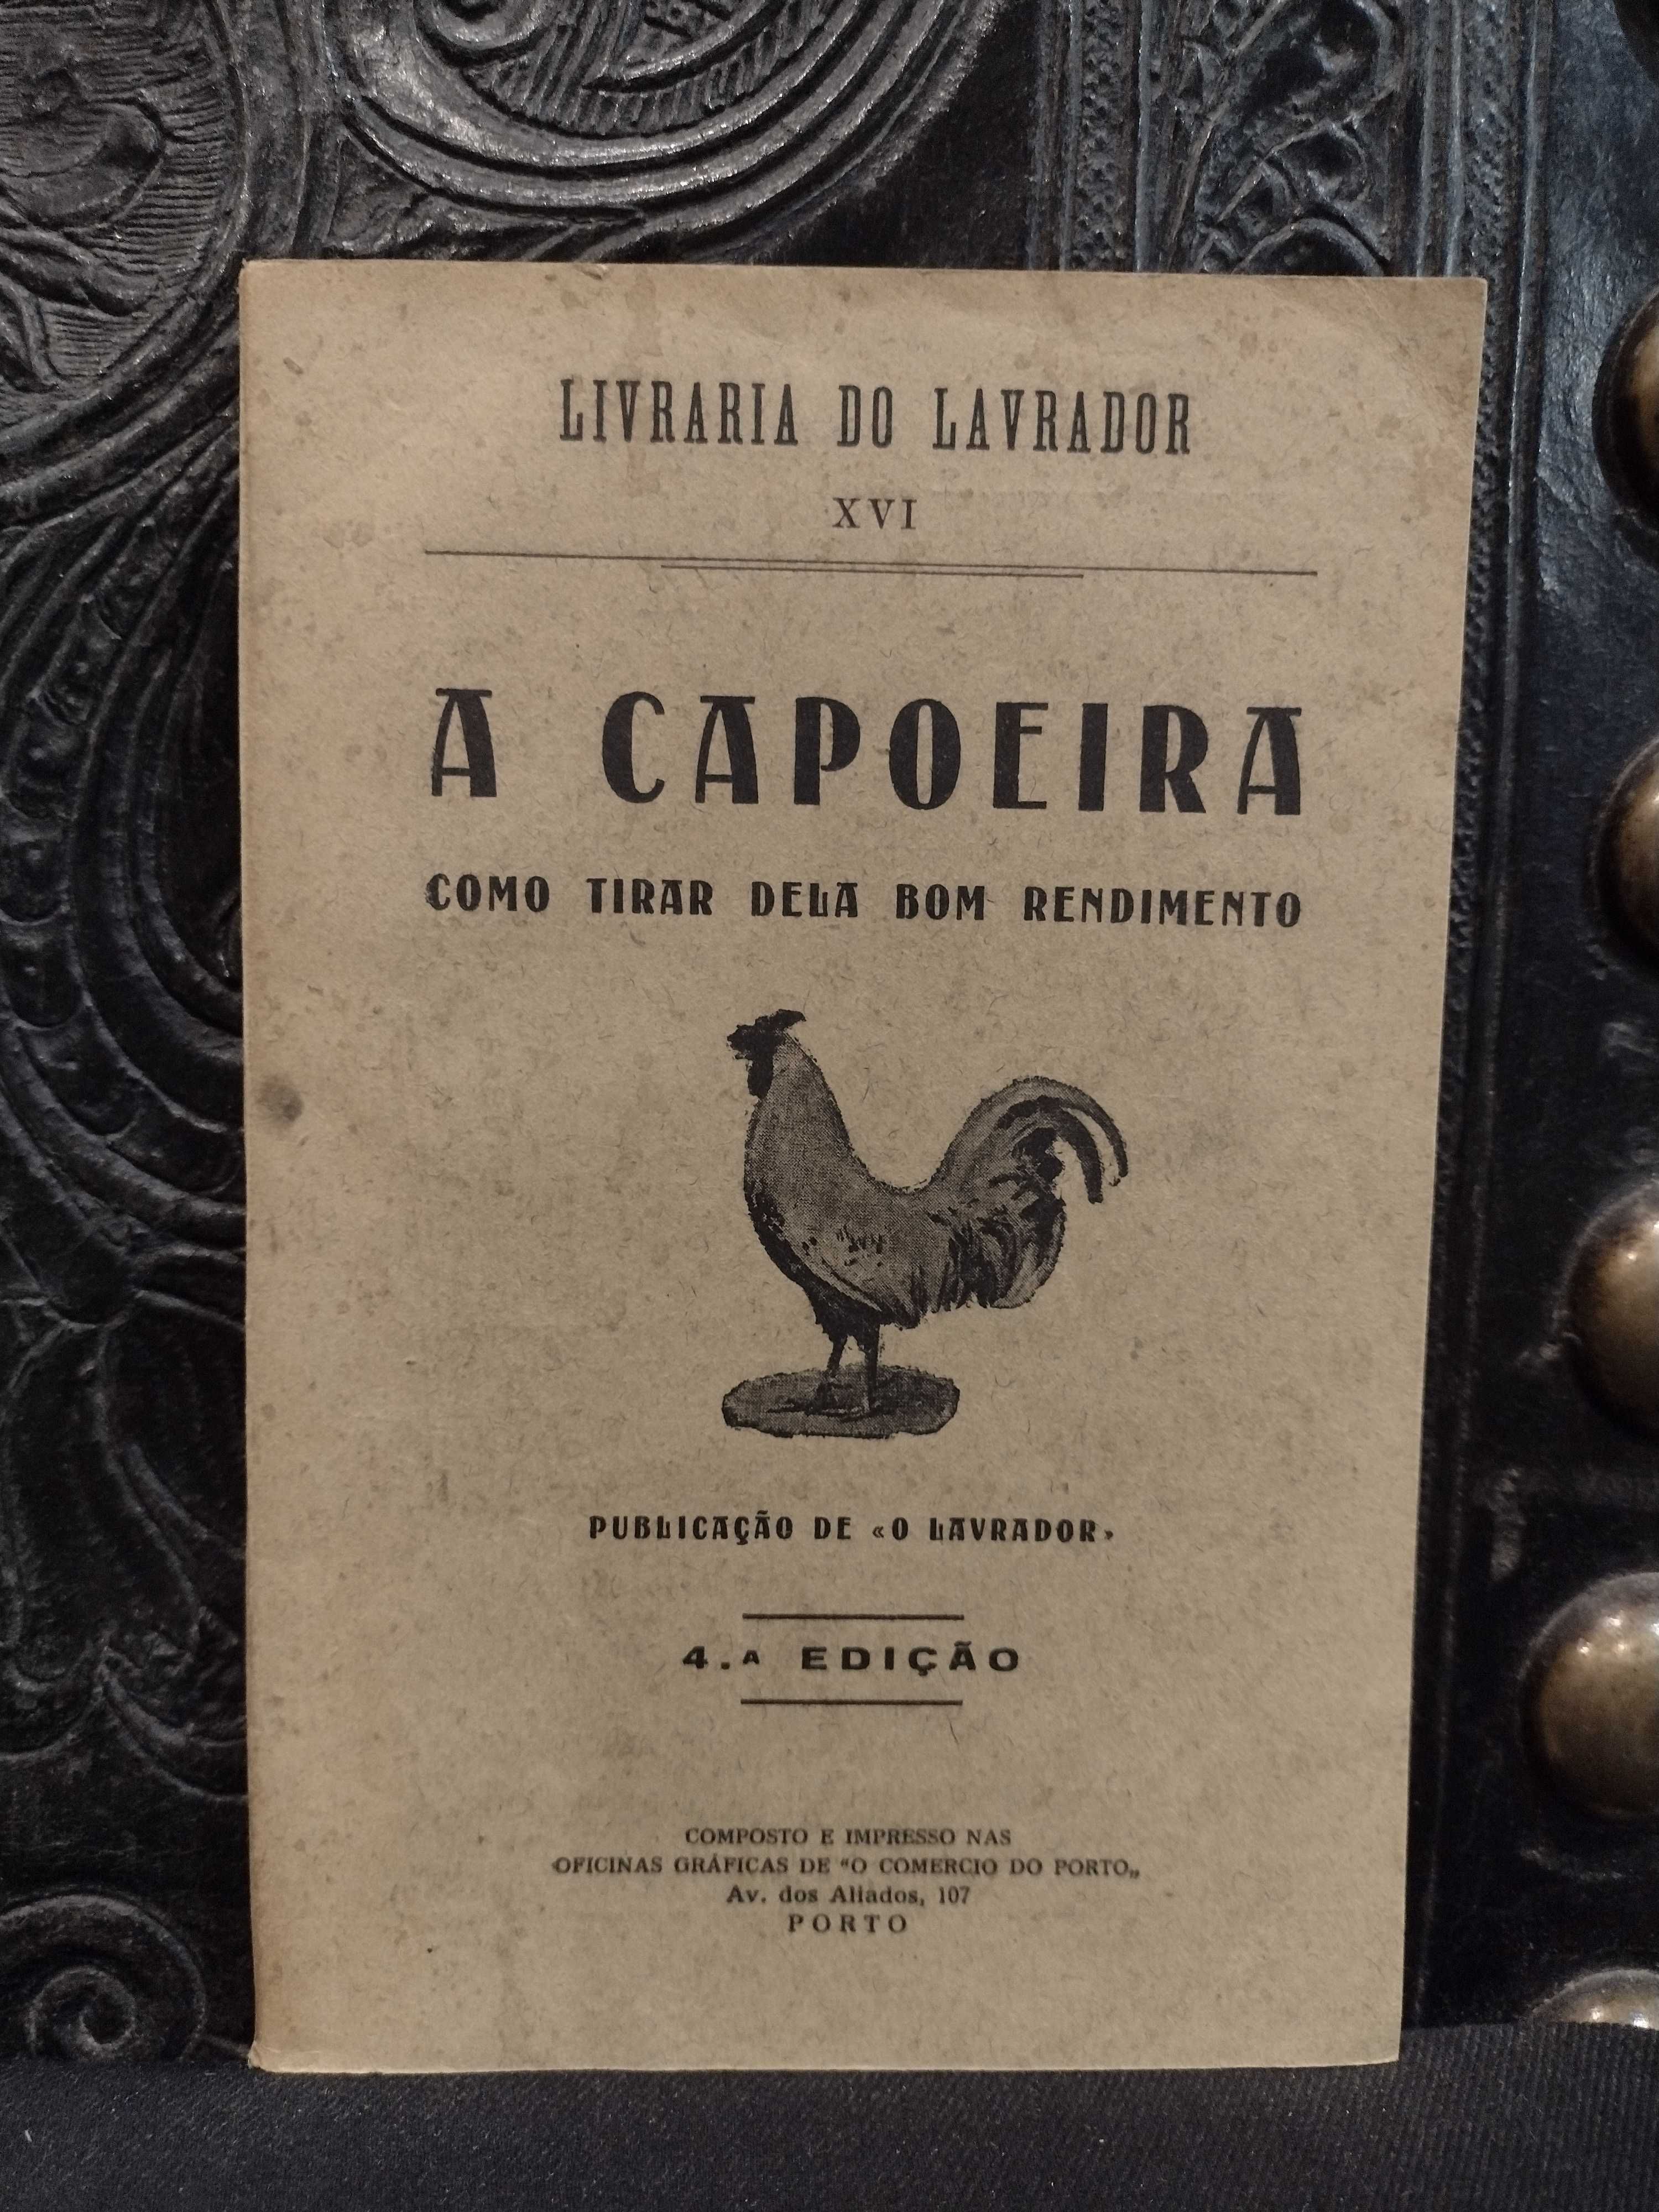 LIVRARIA DO LAVRADOR
XVI
A CAPOEIRA
COMO TIRAR DELA BOM RENDIMENTO
PUBLICAÇÃO DE «O LAVRADOR»
4.ª EDIÇÃO
COMPOSTO E IMPRESSO NAS
OFICINAS GRÁFICAS DE "O COMERCIO DO PORTO„
Av. dos Aliados, 107
PORTO